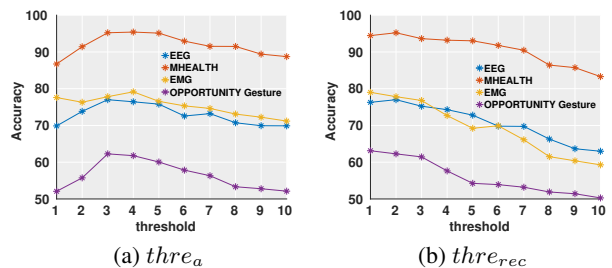 100
90
80
70
60
50
Accuracy
EEG
MHEALTH
EMG
OPPORTUNITY Gesture
1 2 3 4 5 6 7 8 9 10
threshold
(a) thre_a
100
90
80
70
60
50
Accuracy
EEG
MHEALTH
EMG
OPPORTUNITY Gesture
1 2 3 4 5 6 7 8 9 10
threshold
(b) thre_rec